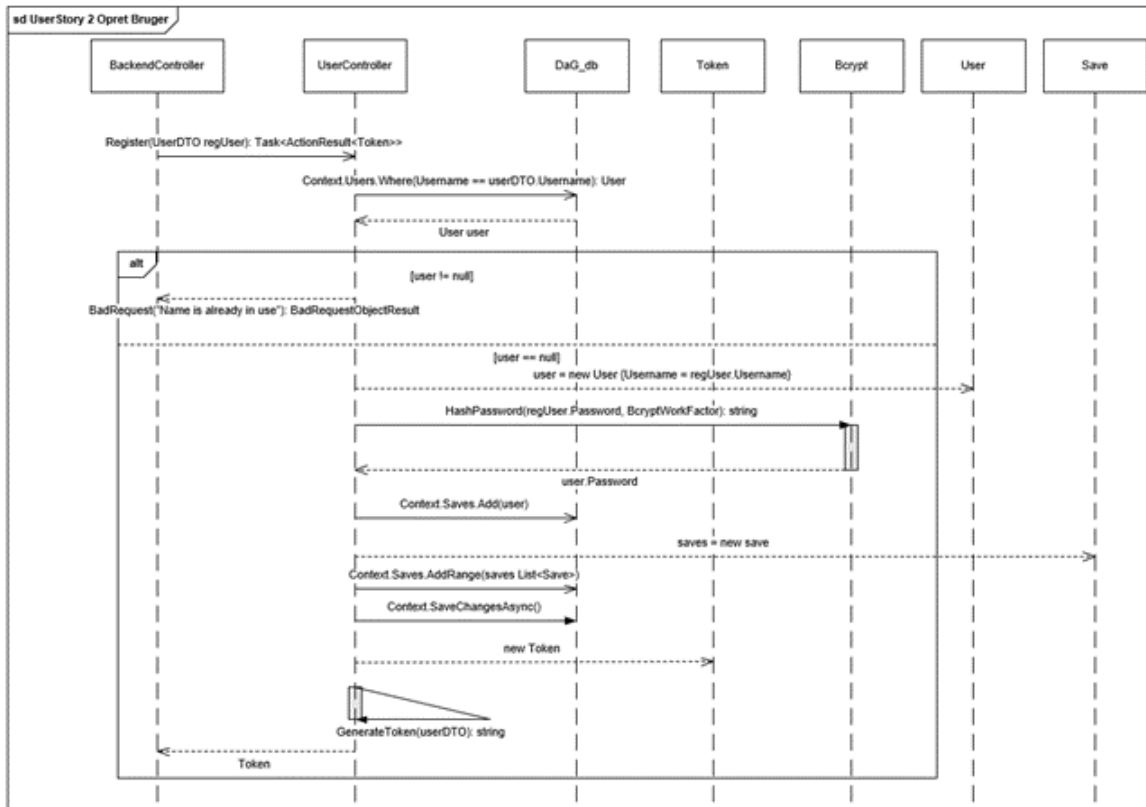 sd UserStory 2 Opret Bruger
BackendController
UserController
DaG_db
Token
Bcrypt
User
Save
Register(UserDTO regUser): Task<ActionResult<Token>>
Context.Users.Where(Username == userDTO.Username): User
User user
alt
[user != null]
BadRequest("Name is already in use"): BadRequestObjectResult
[user == null]
user = new User {Username = regUser.Username}
HashPassword(regUser.Password, BcryptWorkFactor): string
user.Password
Context.Saves.Add(user)
saves = new save
Context.Saves.AddRange(saves List<Save>)
Context.SaveChangesAsync()
new Token
GenerateToken(userDTO): string
Token